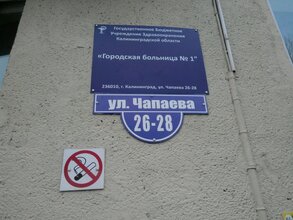 Государственное Бюджетное
Учреждение Здравоохранения
Калининградской области
«Городская больница № 1"
236010, г. Калининград, ул. Чапаева 26-28
ул. Чапаева
26-28